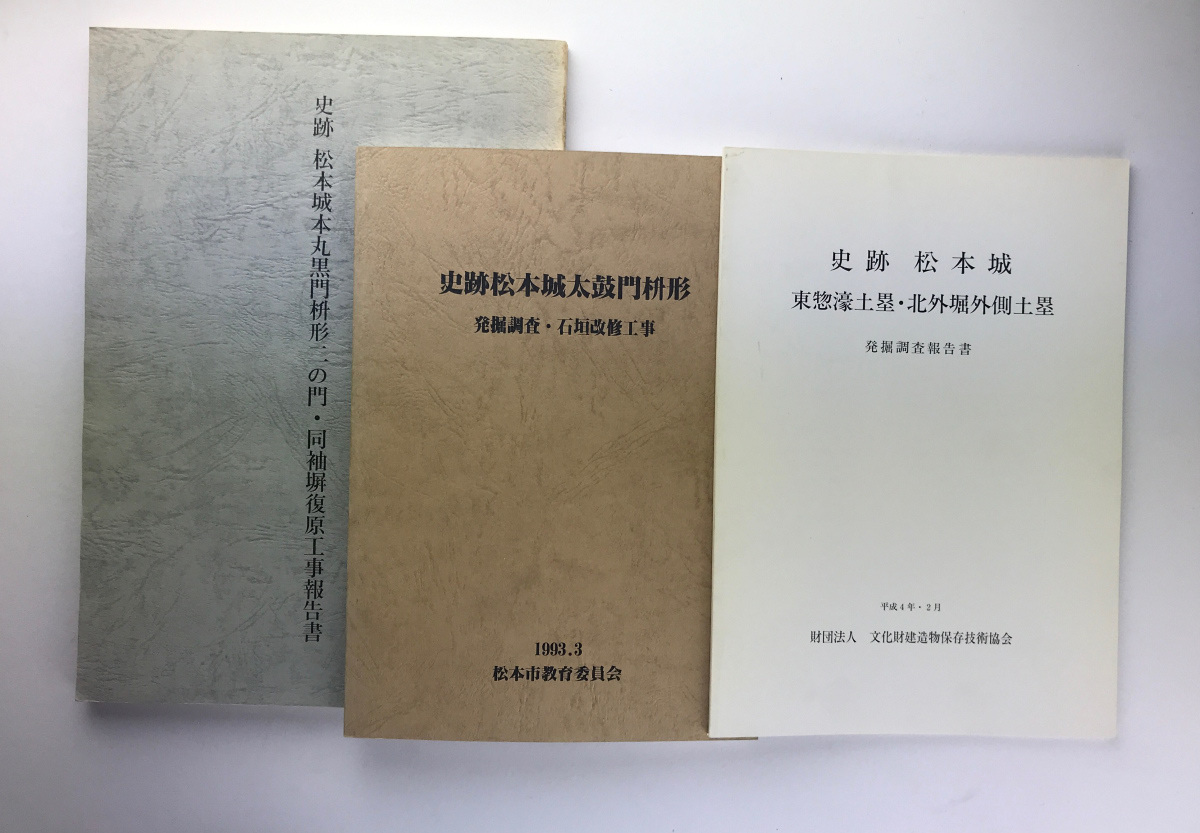 史跡 松本城本丸黒門枡形二の門・同袖塀復原工事報告書
史跡松本城太鼓門枡形
発掘調査・石垣改修工事
1993.3
松本市教育委員会
史跡 松本城
東惣濠土塁・北外堀外側土塁
発掘調査報告書
平成4年・2月
財団法人 文化財建造物保存技術協会